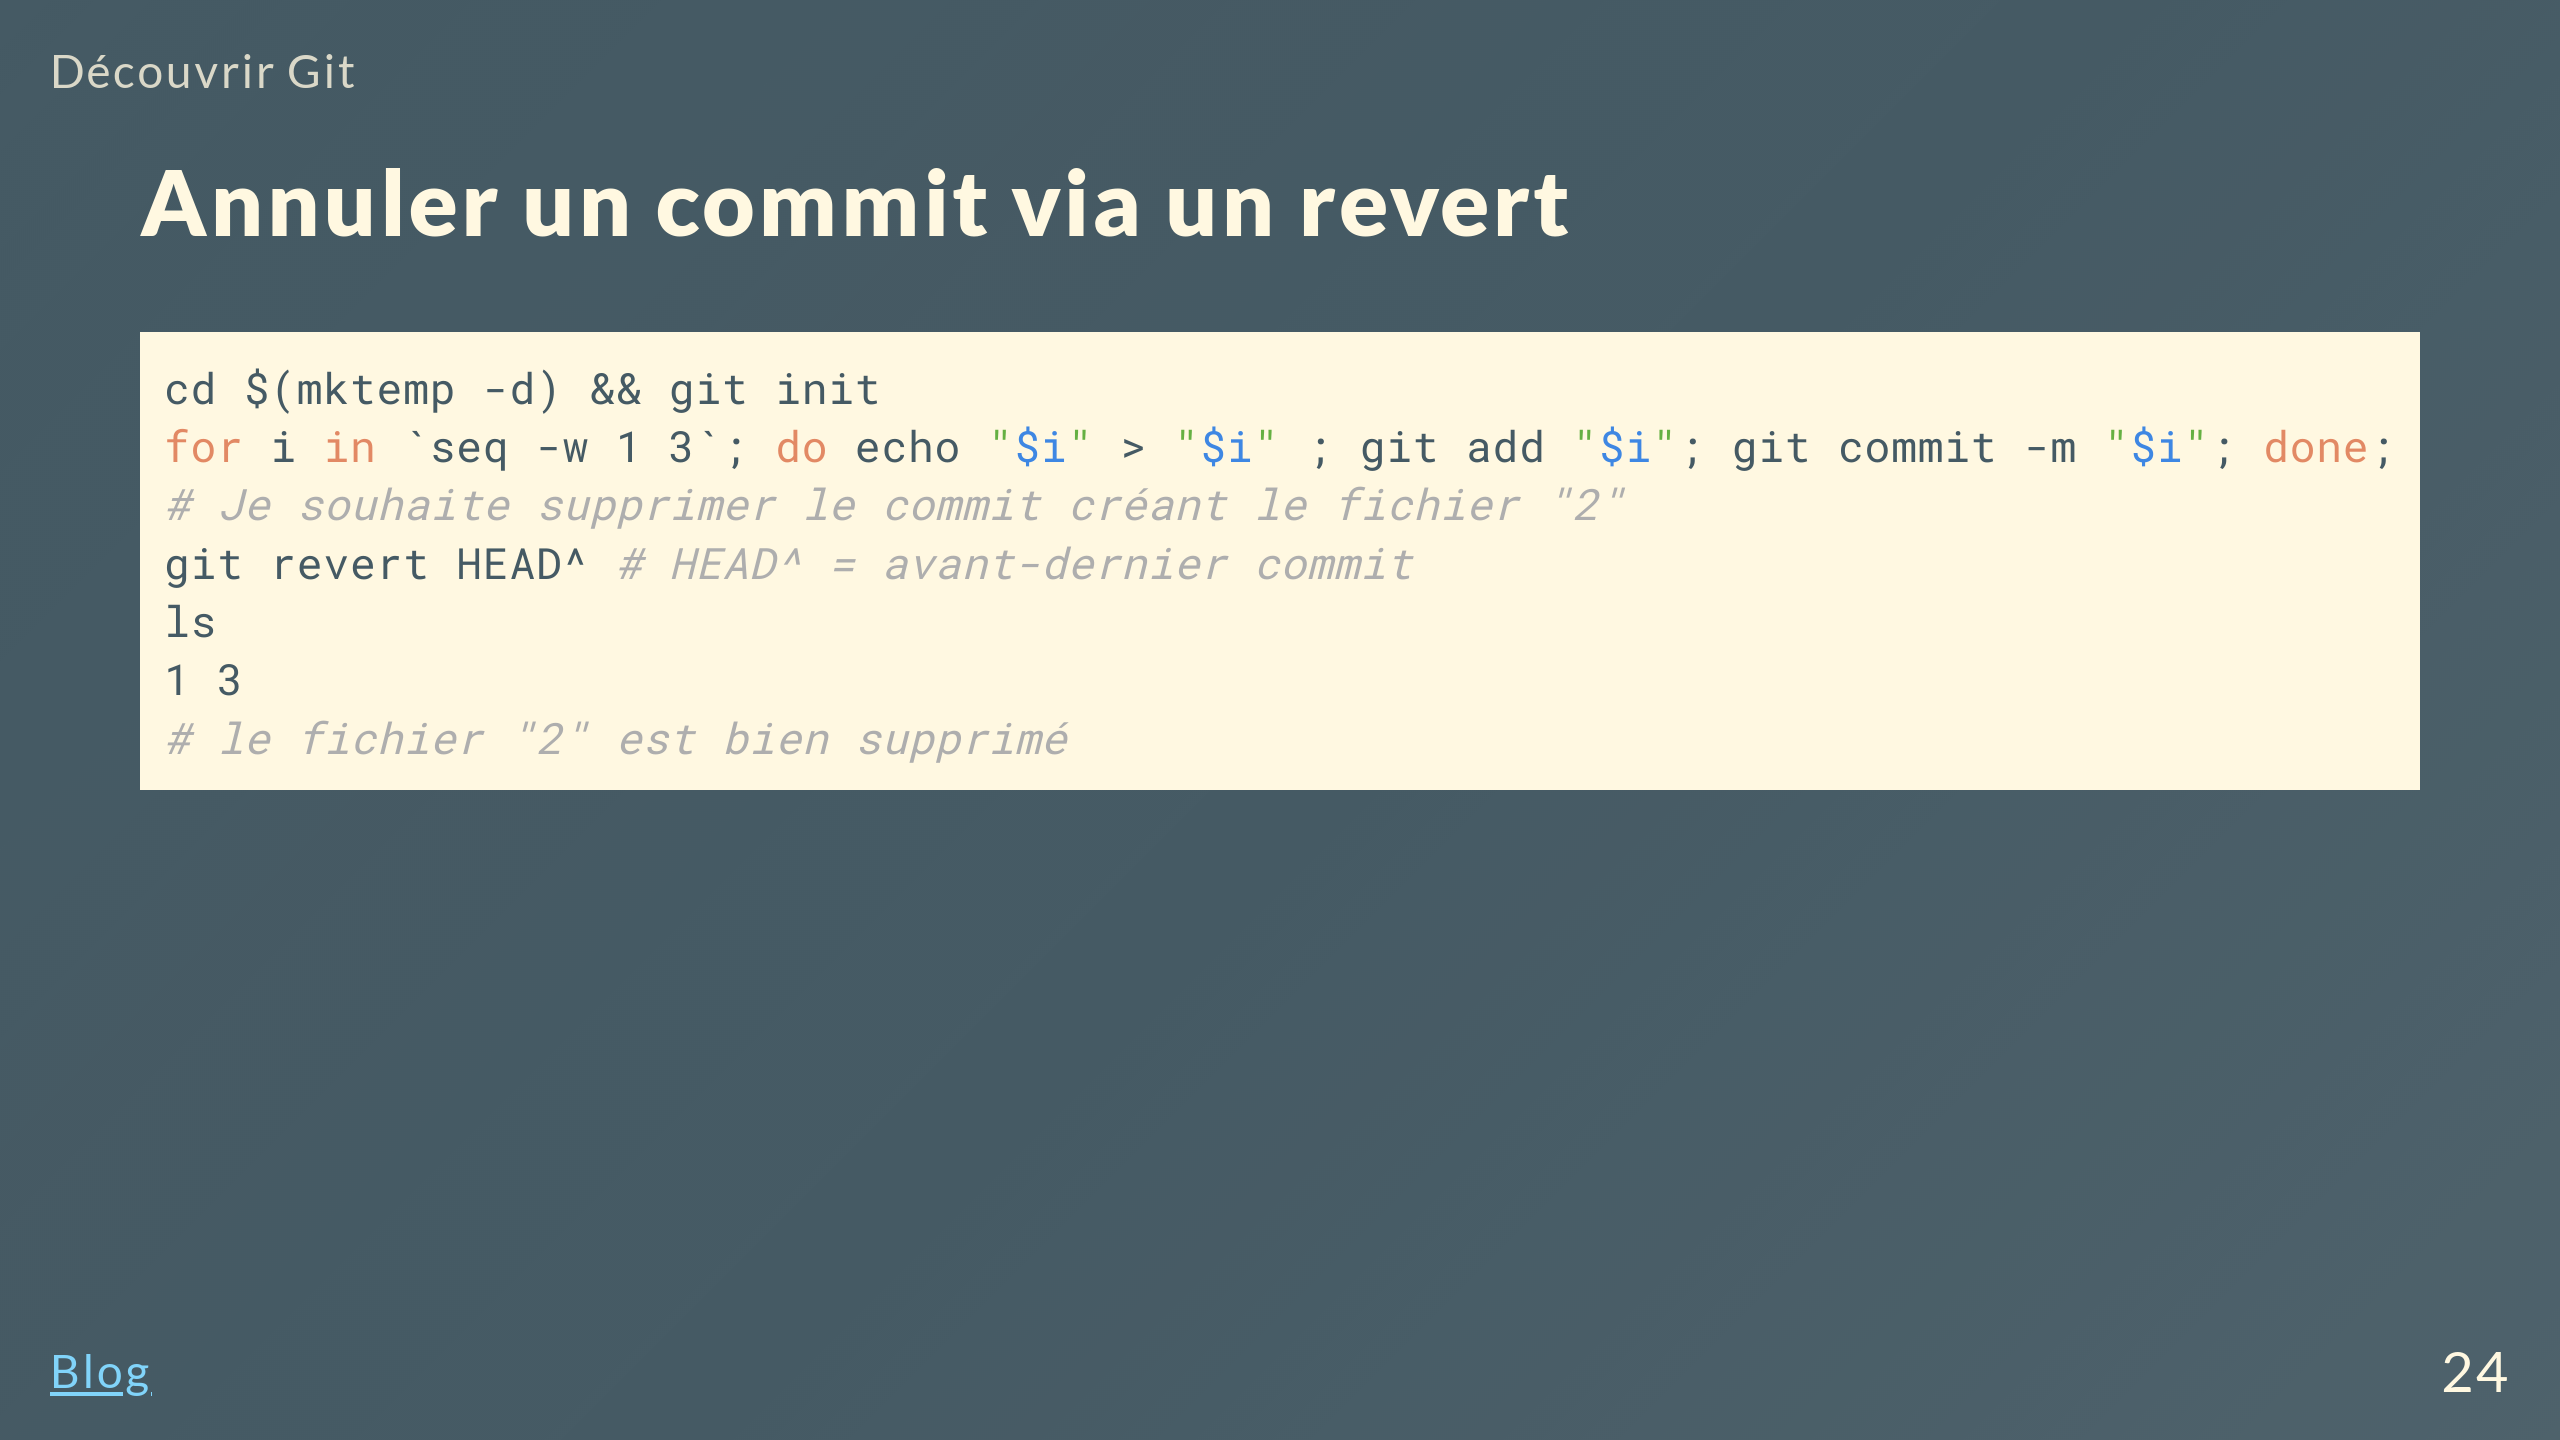 Découvrir Git
Annuler un commit via un revert
cd $(mktemp -d) && git init
for i in `seq -w 1 3`; do echo "$i" > "$i" ; git add "$i"; git commit -m "$i"; done;
# Je souhaite supprimer le commit créant le fichier "2"
git revert HEAD^ # HEAD^ = avant-dernier commit
ls
1 3
# le fichier "2" est bien supprimé
Blog
24